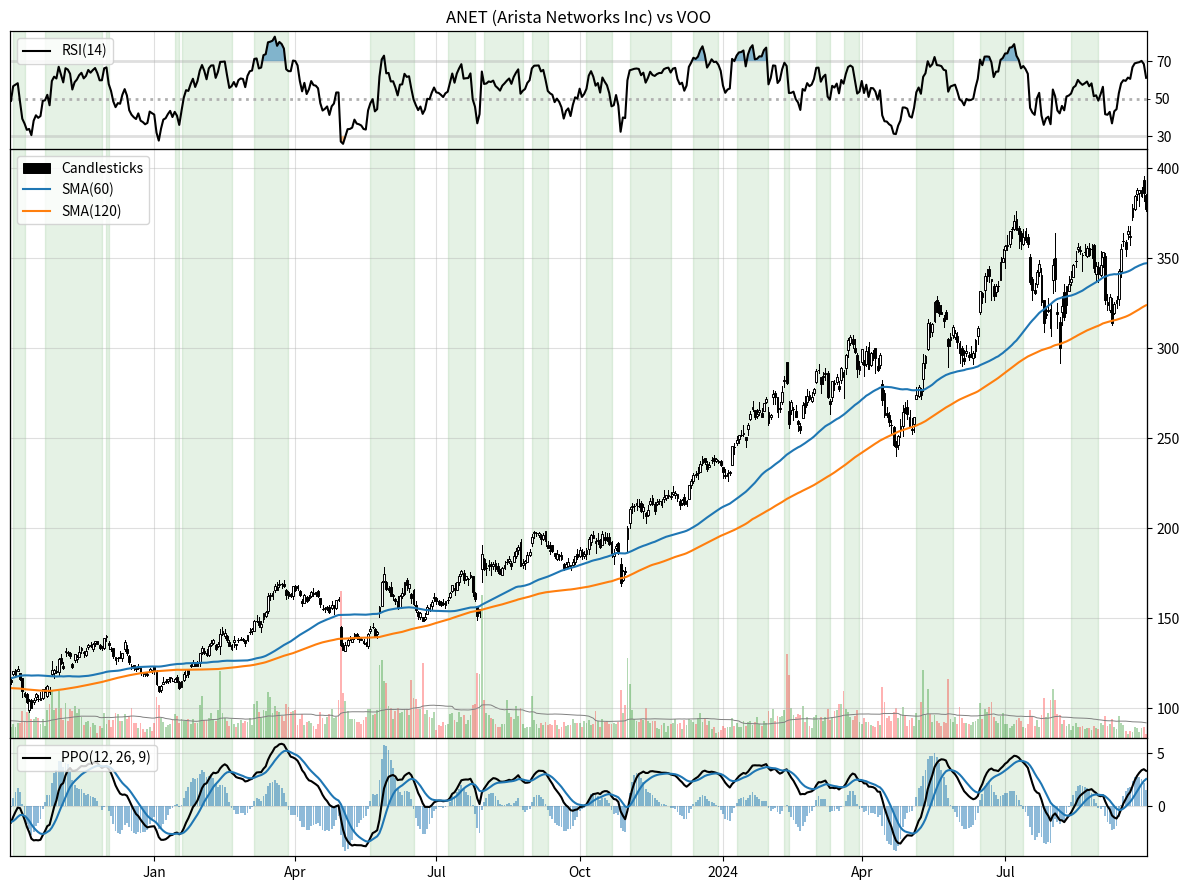 ANET (Arista Networks Inc) vs VOO
RSI(14)
70
50
30
Candlesticks
SMA(60)
SMA(120)
400
350
300
250
200
150
100
PPO(12, 26, 9)
5
0
Jan
Apr
Jul
Oct
2024
Apr
Jul